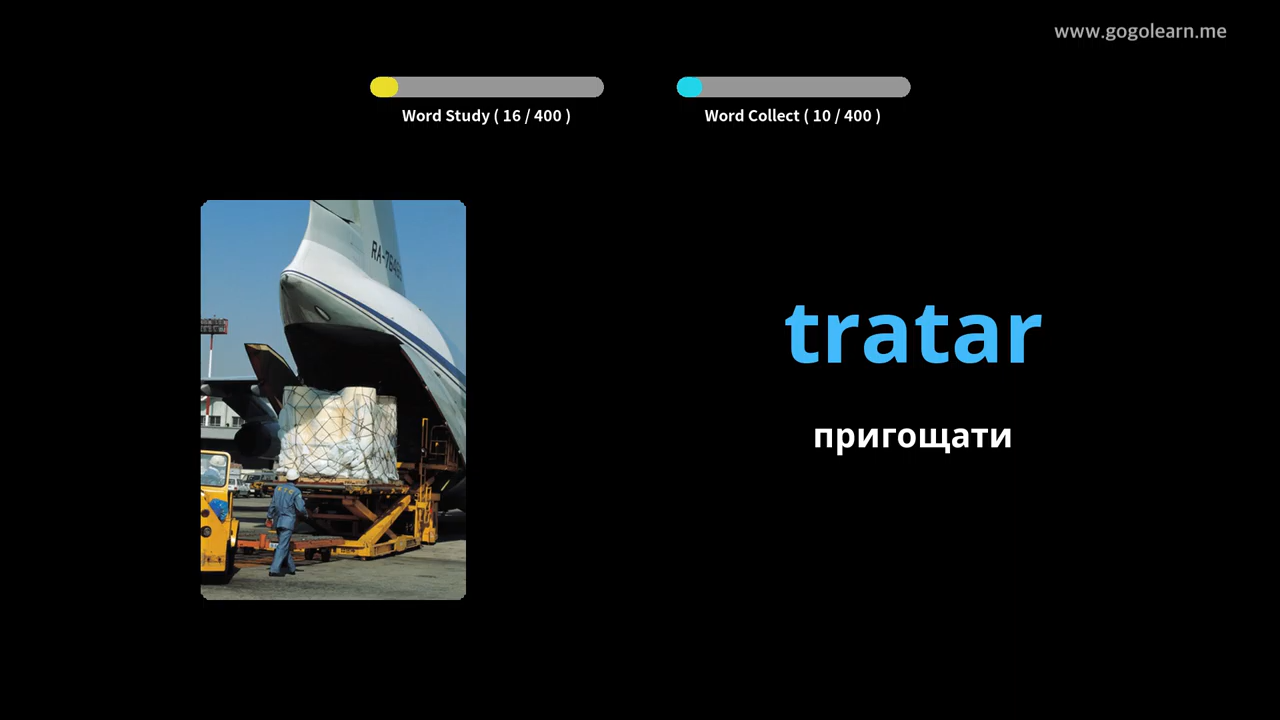 www.gogolearn.me
Word Study ( 16 / 400 )
Word Collect ( 10 / 400 )
tratar
пригощати